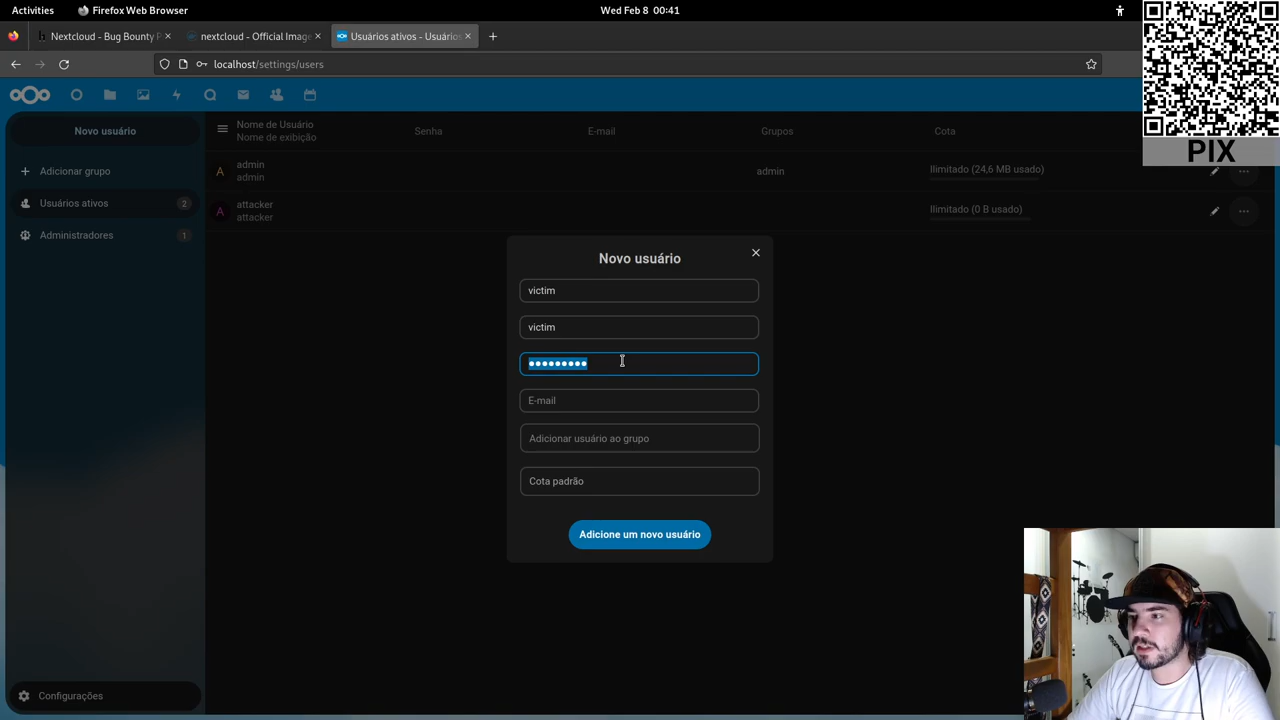 Activities
Firefox Web Browser
Wed Feb 8 00:41
Nextcloud - Bug Bounty P
nextcloud - Official Image
Usuários ativos - Usuários
localhost/settings/users
Novo usuário
Adicionar grupo
Usuários ativos 2
Administradores 1
Nome de Usuário
Nome de exibição
Senha
E-mail
Grupos
Cota
A
admin
admin
admin
Ilimitado (24,6 MB usado)
A
attacker
attacker
Ilimitado (0 B usado)
Novo usuário
victim
victim
●●●●●●●●●
E-mail
Adicionar usuário ao grupo
Cota padrão
Adicione um novo usuário
Configurações
PIX